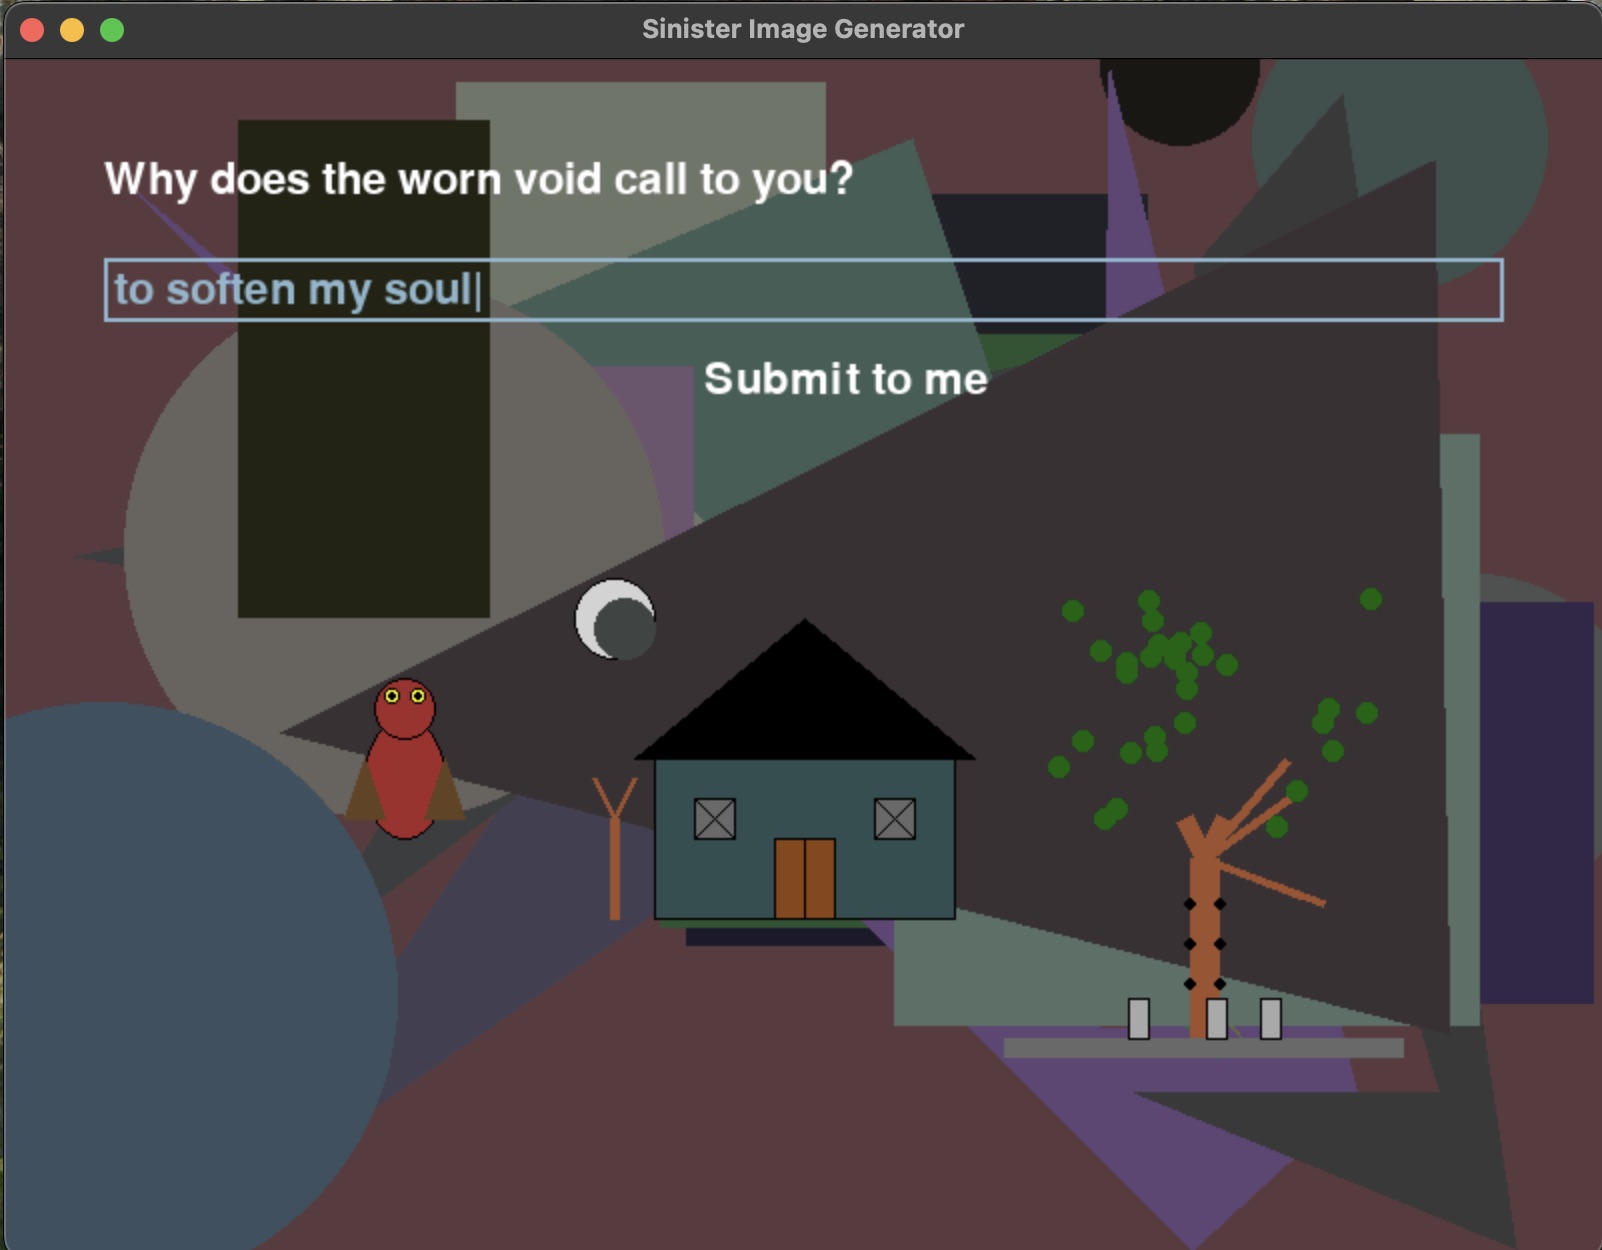 Sinister Image Generator
Why does the worn void call to you?
to soften my soul
Submit to me